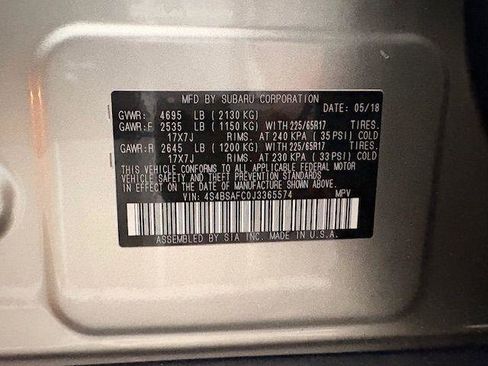 MFD BY SUBARU CORPORATION
GVWR: 4695 LB (2130 KG) DATE: 05/18
GAWR:F 2535 LB (1150 KG) WITH 225/65R17 TIRES.
17X7J RIMS. AT 240 KPA (35 PSI) COLD
GAWR:R 2645 LB (1200 KG) WITH 225/65R17 TIRES.
17X7J RIMS. AT 230 KPA (33 PSI) COLD
THIS VEHICLE CONFORMS TO ALL APPLICABLE FEDERAL MOTOR
VEHICLE SAFETY AND THEFT PREVENTION STANDARDS
IN EFFECT ON THE DATE OF MANUFACTURE SHOWN ABOVE.
VIN: 4S4BSAFC0J3365574 MPV
ASSEMBLED BY SIA INC. MADE IN U.S.A.